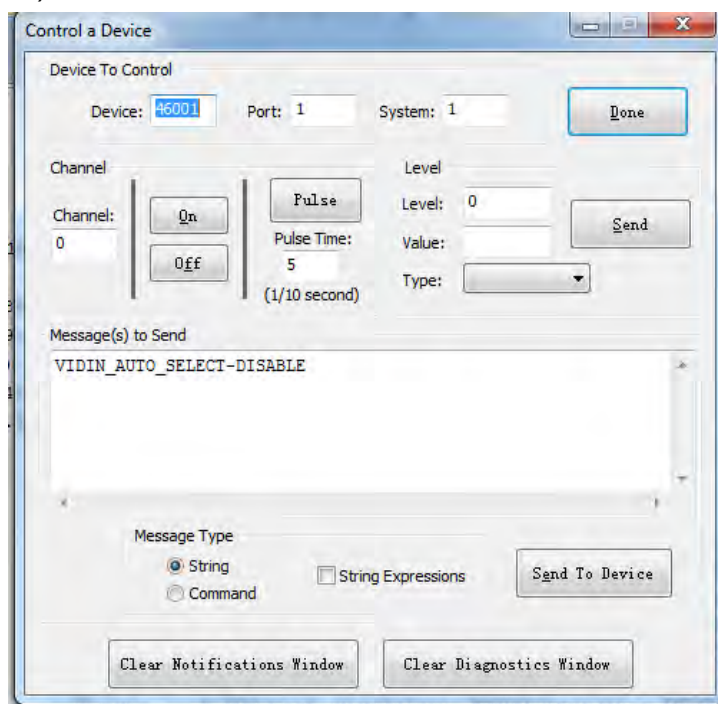 Control a Device
Device To Control
Device: 46001 Port: 1 System: 1 Done
Channel Level
Channel: 0 On Off
Pulse
Pulse Time:
5
(1/10 second)
Level: 0
Value:
Type:
Send
Message(s) to Send
VIDIN_AUTO_SELECT-DISABLE
Message Type
String
Command
String Expressions
Send To Device
Clear Notifications Window Clear Diagnostics Window